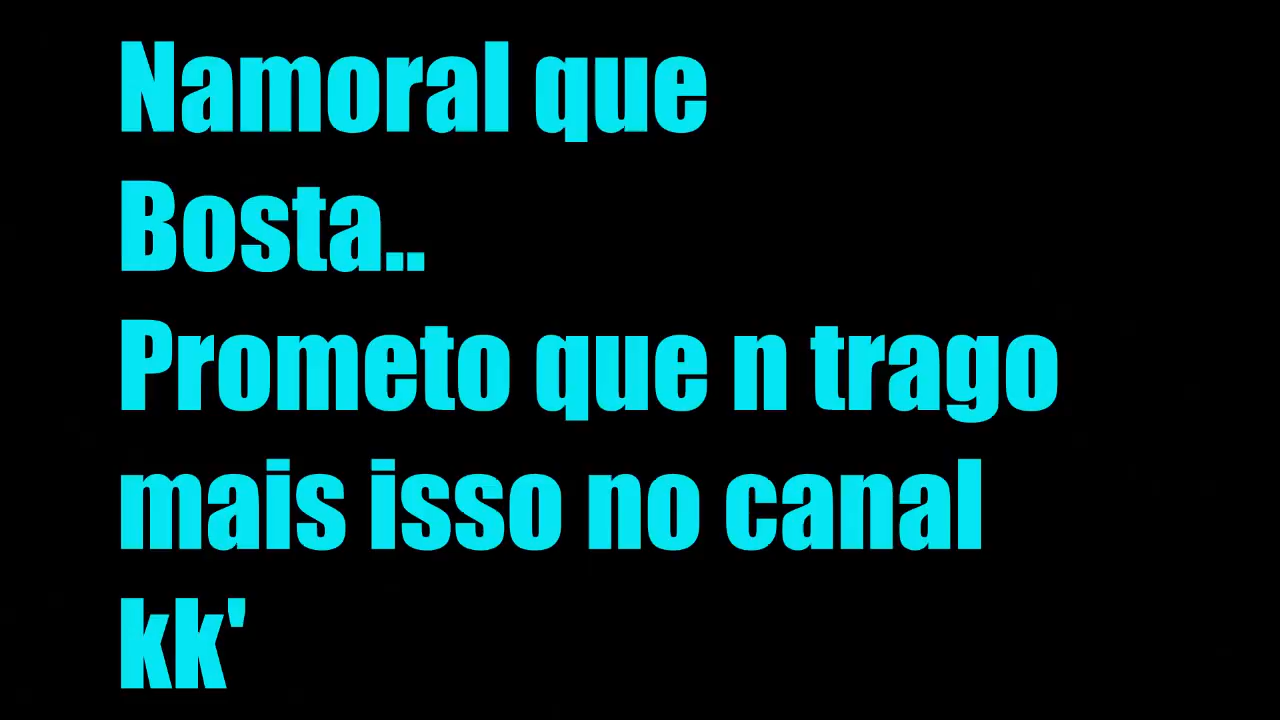 Namoral que
Bosta..
Prometo que n trago
mais isso no canal
kk'